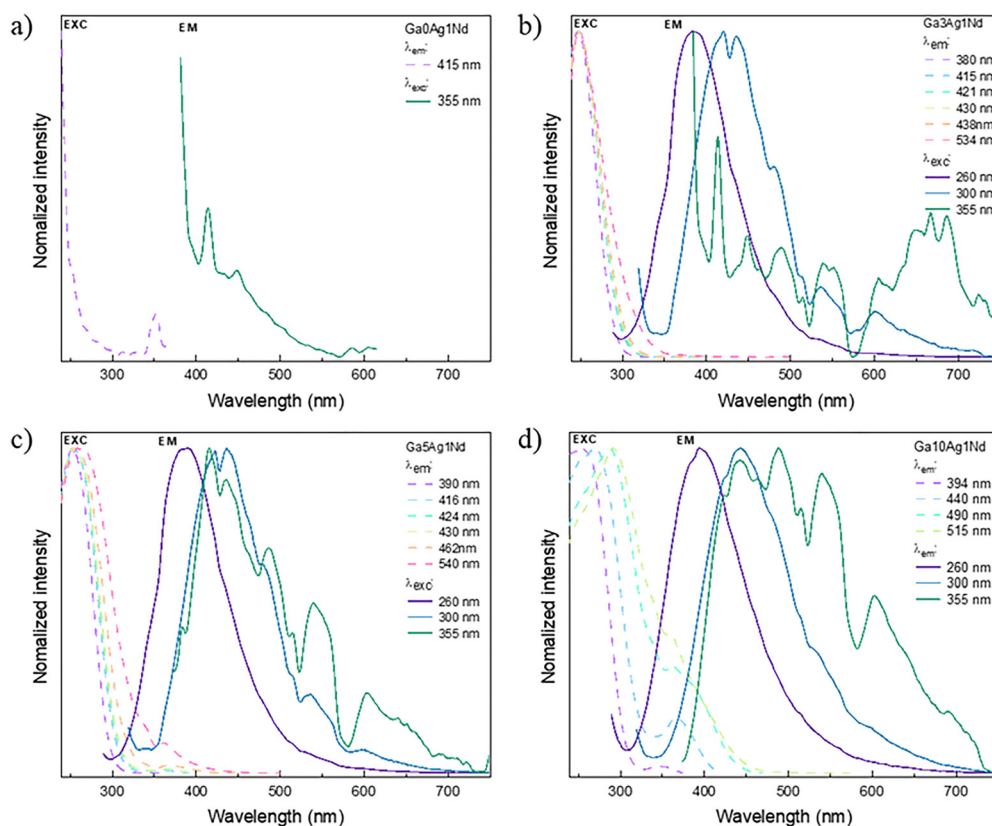 a)
EXC
EM
Ga0Ag1Nd
λem:
415 nm
λexc:
355 nm
Nomalized intensity
300 400 500 600 700
Wavelength (nm)
b)
EXC
EM
Ga3Ag1Nd
λem:
380 nm
415 nm
421 nm
430 nm
438nm
534 nm
λexc:
260 nm
300 nm
355 nm
Nomalized intensity
300 400 500 600 700
Wavelength (nm)
c)
EXC
EM
Ga5Ag1Nd
λem:
390 nm
416 nm
424 nm
430 nm
462nm
540 nm
λexc:
260 nm
300 nm
355 nm
Nomalized intensity
300 400 500 600 700
Wavelength (nm)
d)
EXC
EM
Ga10Ag1Nd
λem:
394 nm
440 nm
490 nm
515 nm
λem:
260 nm
300 nm
355 nm
Nomalized intensity
300 400 500 600 700
Wavelength (nm)